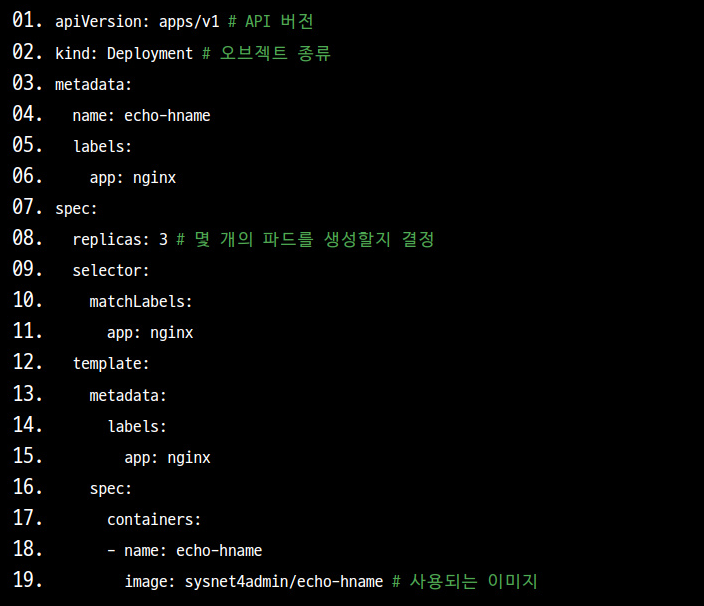 01. apiVersion: apps/v1 # API 버전
02. kind: Deployment # 오브젝트 종류
03. metadata:
04.   name: echo-hname
05.   labels:
06.     app: nginx
07. spec:
08.   replicas: 3 # 몇 개의 파드를 생성할지 결정
09.   selector:
10.     matchLabels:
11.       app: nginx
12.   template:
13.     metadata:
14.       labels:
15.         app: nginx
16.     spec:
17.       containers:
18.       - name: echo-hname
19.         image: sysnet4admin/echo-hname # 사용되는 이미지